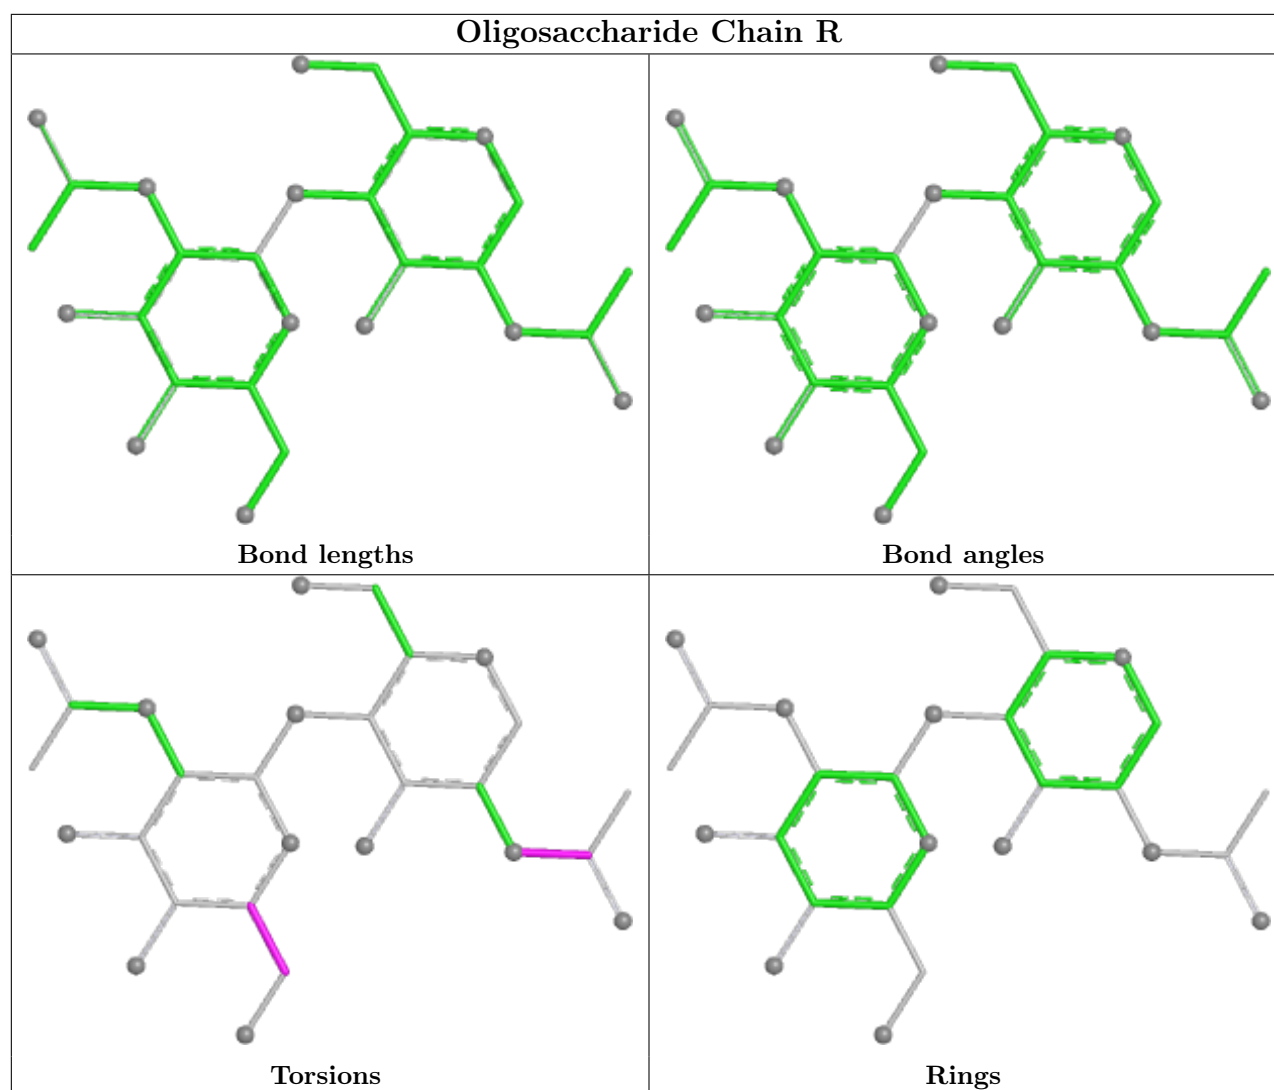 Oligosaccharide Chain R
Bond lengths
Bond angles
Torsions
Rings